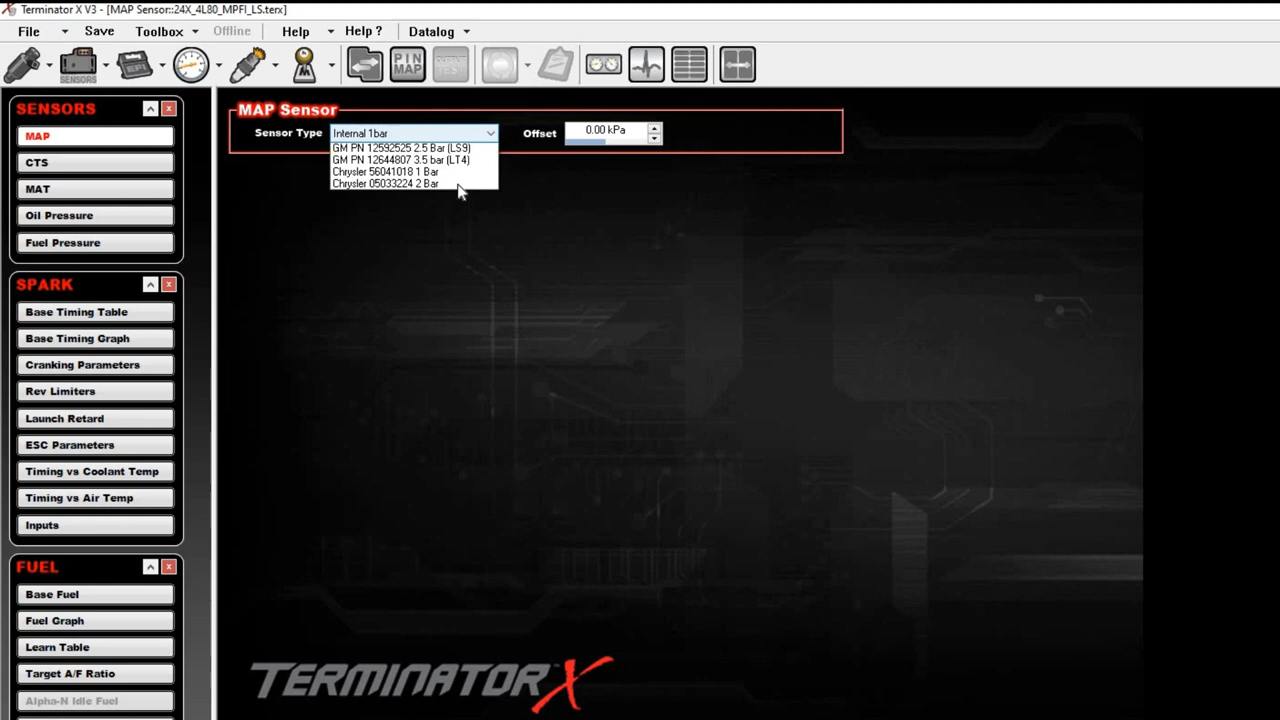 Terminator X V3 - [MAP Sensor::24X_4L80_MPFI_LS.terx]
File Save Toolbox Offline Help Help ? Datalog
SENSORS EFI PIN MAP OUTPUT TEST
SENSORS
MAP
CTS
MAT
Oil Pressure
Fuel Pressure
SPARK
Base Timing Table
Base Timing Graph
Cranking Parameters
Rev Limiters
Launch Retard
ESC Parameters
Timing vs Coolant Temp
Timing vs Air Temp
Inputs
FUEL
Base Fuel
Fuel Graph
Learn Table
Target A/F Ratio
Alpha-N Idle Fuel
MAP Sensor
Sensor Type Internal 1bar Offset 0.00 kPa
GM PN 12592525 2.5 Bar (LS9)
GM PN 12644807 3.5 bar (LT4)
Chrysler 56041018 1 Bar
Chrysler 05033224 2 Bar
TERMINATOR X